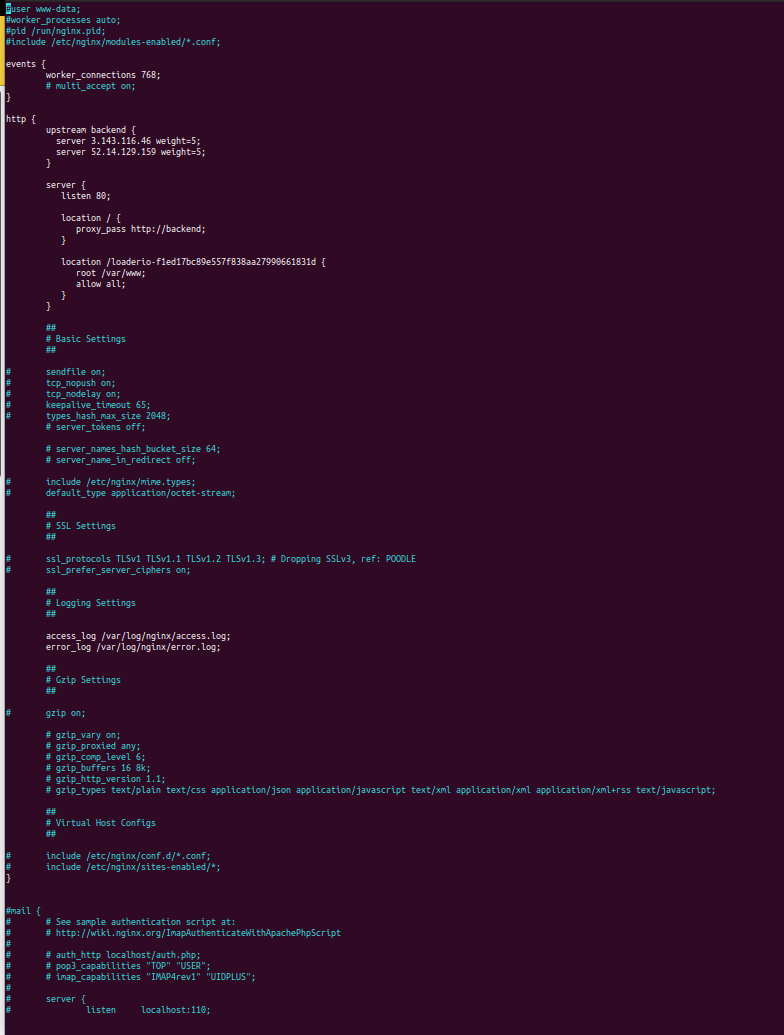 #user www-data;
#worker_processes auto;
#pid /run/nginx.pid;
#include /etc/nginx/modules-enabled/*.conf;

events {
        worker_connections 768;
        # multi_accept on;
}

http {
        upstream backend {
          server 3.143.116.46 weight=5;
          server 52.14.129.159 weight=5;
        }

        server {
           listen 80;

           location / {
              proxy_pass http://backend;
           }

           location /loaderio-f1ed17bc89e557f838aa27990661831d {
              root /var/www;
              allow all;
           }
        }

        ##
        # Basic Settings
        ##

#       sendfile on;
#       tcp_nopush on;
#       tcp_nodelay on;
#       keepalive_timeout 65;
#       types_hash_max_size 2048;
        # server_tokens off;

        # server_names_hash_bucket_size 64;
        # server_name_in_redirect off;

#       include /etc/nginx/mime.types;
#       default_type application/octet-stream;

        ##
        # SSL Settings
        ##

#       ssl_protocols TLSv1 TLSv1.1 TLSv1.2 TLSv1.3; # Dropping SSLv3, ref: POODLE
#       ssl_prefer_server_ciphers on;

        ##
        # Logging Settings
        ##

        access_log /var/log/nginx/access.log;
        error_log /var/log/nginx/error.log;

        ##
        # Gzip Settings
        ##

#       gzip on;

        # gzip_vary on;
        # gzip_proxied any;
        # gzip_comp_level 6;
        # gzip_buffers 16 8k;
        # gzip_http_version 1.1;
        # gzip_types text/plain text/css application/json application/javascript text/xml application/xml application/xml+rss text/javascript;

        ##
        # Virtual Host Configs
        ##

#       include /etc/nginx/conf.d/*.conf;
#       include /etc/nginx/sites-enabled/*;
}


#mail {
#       # See sample authentication script at:
#       # http://wiki.nginx.org/ImapAuthenticateWithApachePhpScript
#
#       # auth_http localhost/auth.php;
#       # pop3_capabilities "TOP" "USER";
#       # imap_capabilities "IMAP4rev1" "UIDPLUS";
#
#       server {
#               listen     localhost:110;